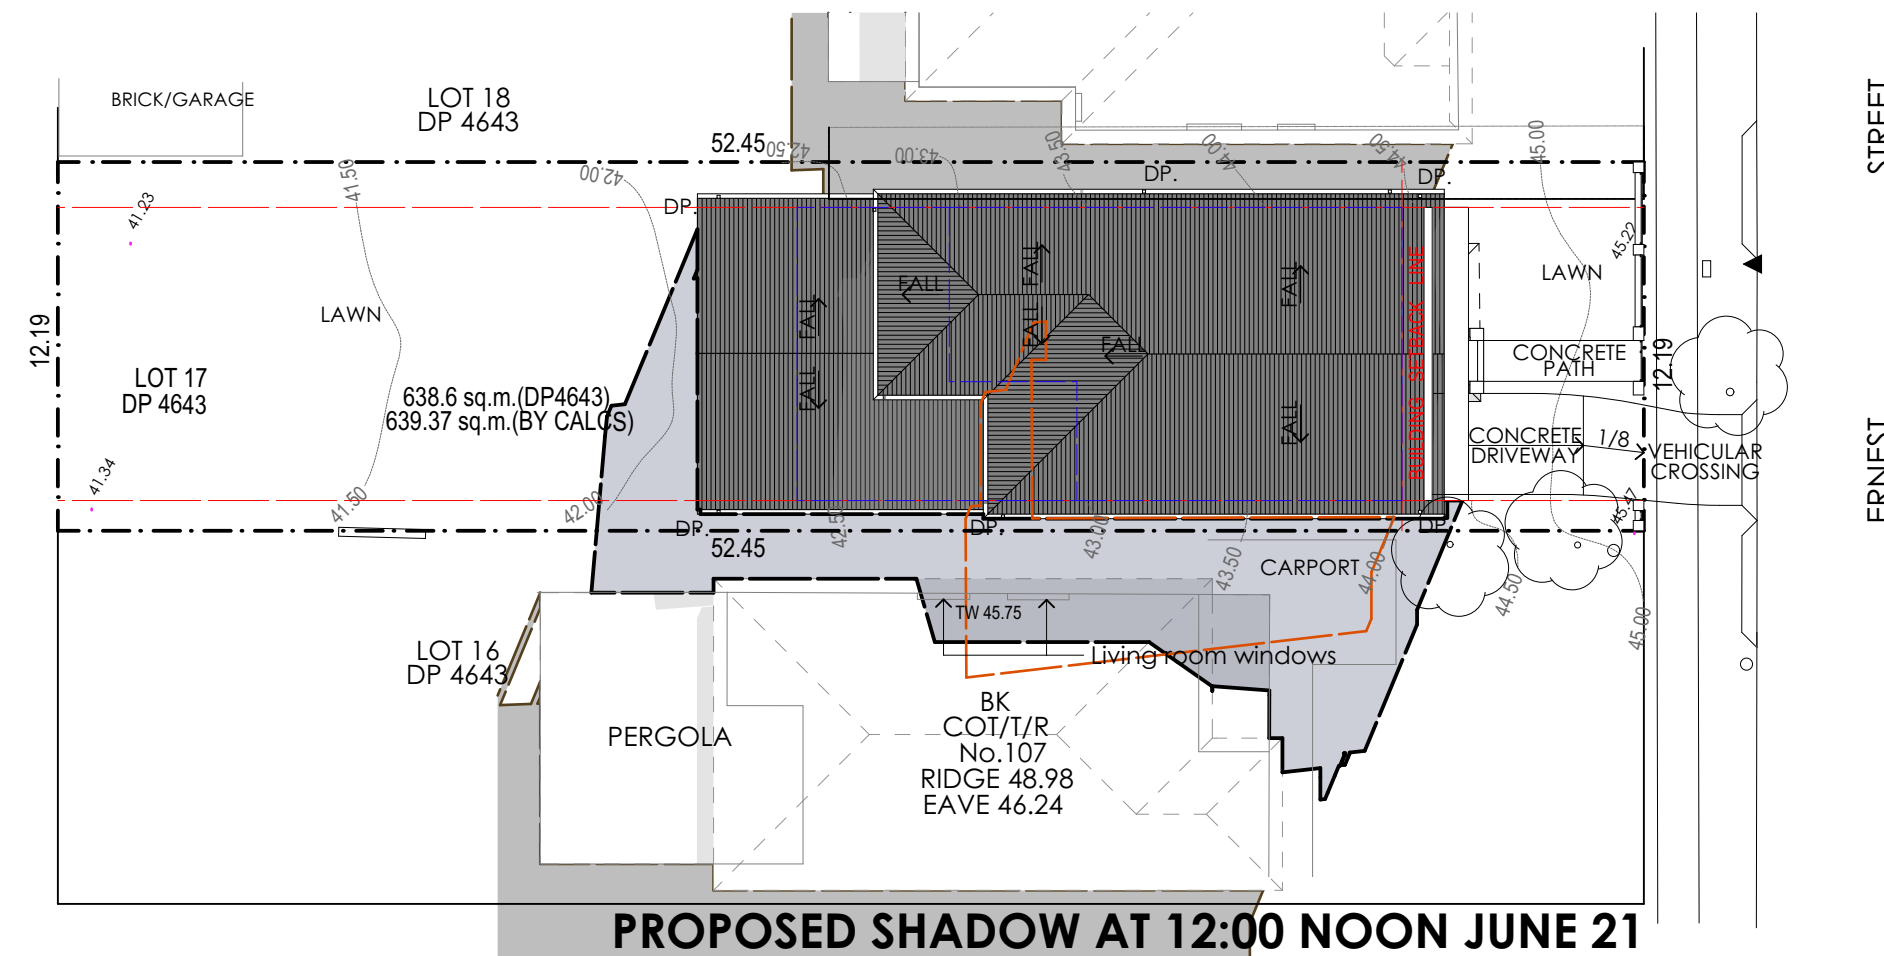 BRICK/GARAGE
LOT 18
DP 4643
52.45
42.50
43.00
43.50
44.00
44.50
45.00
STREET
DP.
DP.
41.50
42.00
DP.
41.23
45.22
LAWN
LAWN
FALL
FALL
FALL
FALL
FALL
FALL
FALL
FALL
BUILDING SETBACK LINE
12.19
12.19
CONCRETE
PATH
LOT 17
DP 4643
638.6 sq.m.(DP4643)
639.37 sq.m.(BY CALCS)
CONCRETE
DRIVEWAY
1/8
VEHICULAR
CROSSING
ERNEST
41.34
41.50
42.00
DP.
52.45
42.50
DP.
43.00
43.50
CARPORT
44.00
DP.
44.50
45.17
45.00
TW 45.75
Living room windows
LOT 16
DP 4643
PERGOLA
BK
COT/T/R
No.107
RIDGE 48.98
EAVE 46.24
PROPOSED SHADOW AT 12:00 NOON JUNE 21